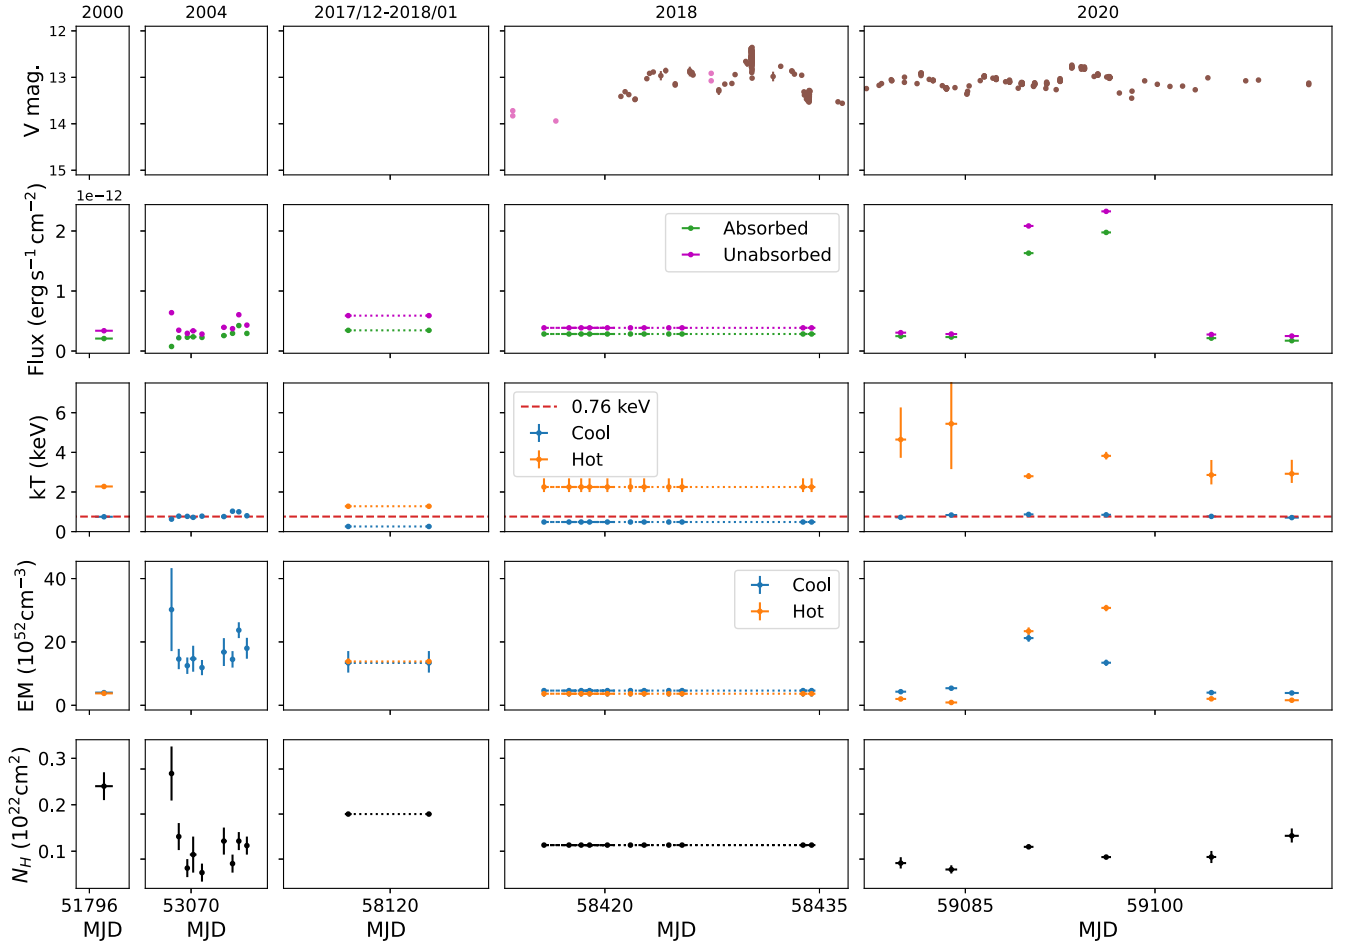 2000 2004 2017/12-2018/01 2018 2020
12
13
14
15
V mag.
1e−12
2
1
0
Flux (erg s⁻¹ cm⁻²)
Absorbed
Unabsorbed
6
4
2
0
kT (keV)
0.76 keV
Cool
Hot
40
20
0
EM (10⁵²cm⁻³)
Cool
Hot
0.3
0.2
0.1
N_H (10²²cm²)
51796 53070 58120 58420 58435 59085 59100
MJD MJD MJD MJD MJD